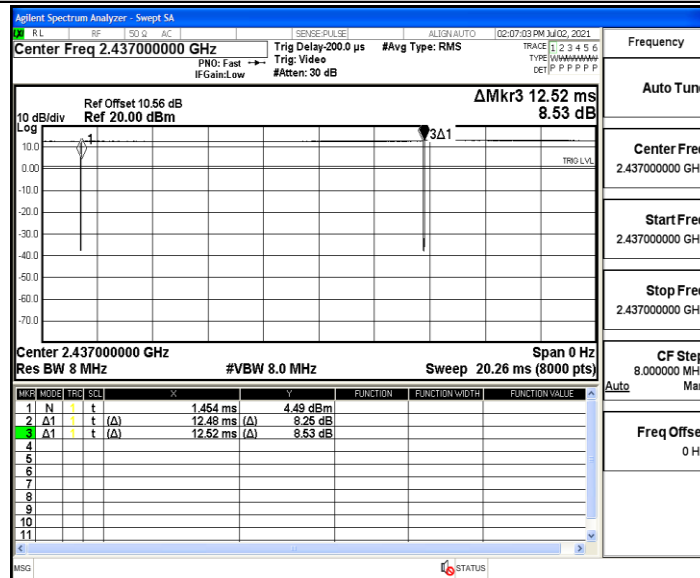 Agilent Spectrum Analyzer - Swept SA
RL RF 50 Ω AC SENSE:PULSE ALIGN AUTO 02:07:03 PM Jul 02, 2021
Center Freq 2.437000000 GHz
PNO: Fast
IFGain:Low
Trig Delay-200.0 µs
Trig: Video
#Atten: 30 dB
#Avg Type: RMS
TRACE 1 2 3 4 5 6
TYPE WWWWWW
DET P P P P P P
ΔMkr3 12.52 ms
8.53 dB
Ref Offset 10.56 dB
10 dB/div Ref 20.00 dBm
Log
1
3Δ1
10.0
TRIG LVL
0.00
-10.0
-20.0
-30.0
-40.0
-50.0
-60.0
-70.0
Center 2.437000000 GHz Span 0 Hz
Res BW 8 MHz #VBW 8.0 MHz Sweep 20.26 ms (8000 pts)
MKR MODE TRC SCL X Y FUNCTION FUNCTION WIDTH FUNCTION VALUE
1 N 1 t 1.454 ms 4.49 dBm
2 Δ1 1 t (Δ) 12.48 ms (Δ) 8.25 dB
3 Δ1 1 t (Δ) 12.52 ms (Δ) 8.53 dB
4
5
6
7
8
9
10
11
MSG STATUS
Frequency
Auto Tun
Center Fre
2.437000000 GH
Start Fre
2.437000000 GH
Stop Fre
2.437000000 GH
CF Step
8.000000 MH
Auto Ma
Freq Offse
0 H